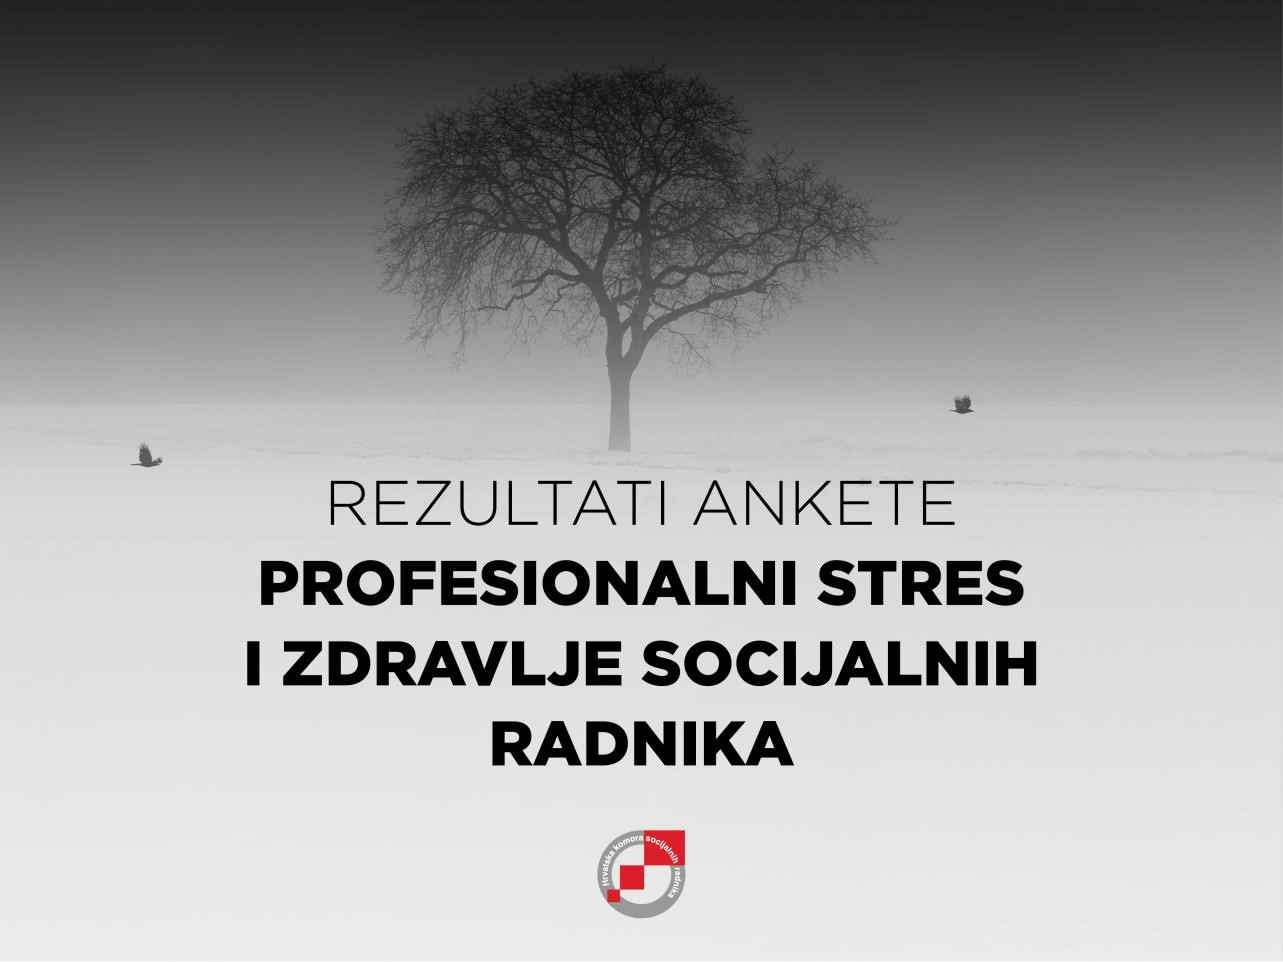 REZULTATI ANKETE
PROFESIONALNI STRES
I ZDRAVLJE SOCIJALNIH
RADNIKA
Hrvatska komora socijalnih radnika